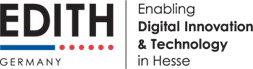 EDITH
GERMANY
Enabling
Digital Innovation
& Technology
in Hesse